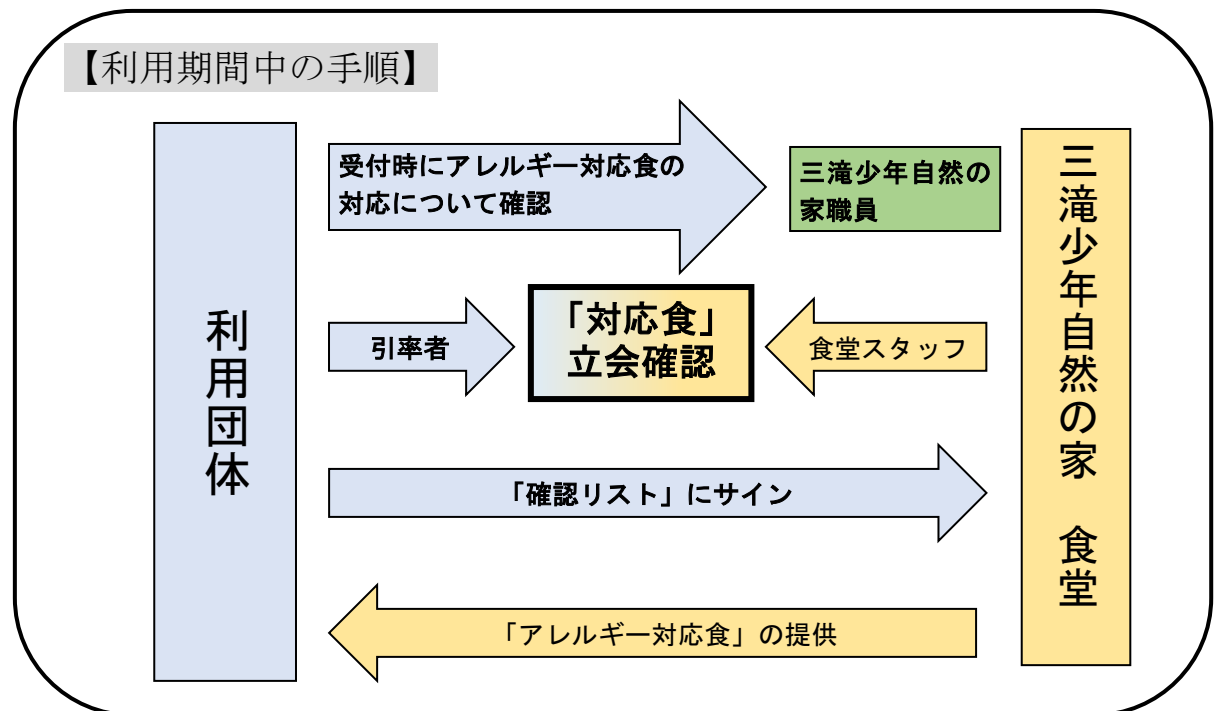 【利用期間中の手順】
利用団体
受付時にアレルギー対応食の
対応について確認
三滝少年自然の
家職員
引率者
「対応食」
立会確認
食堂スタッフ
「確認リスト」にサイン
「アレルギー対応食」の提供
三滝少年自然の家　食堂